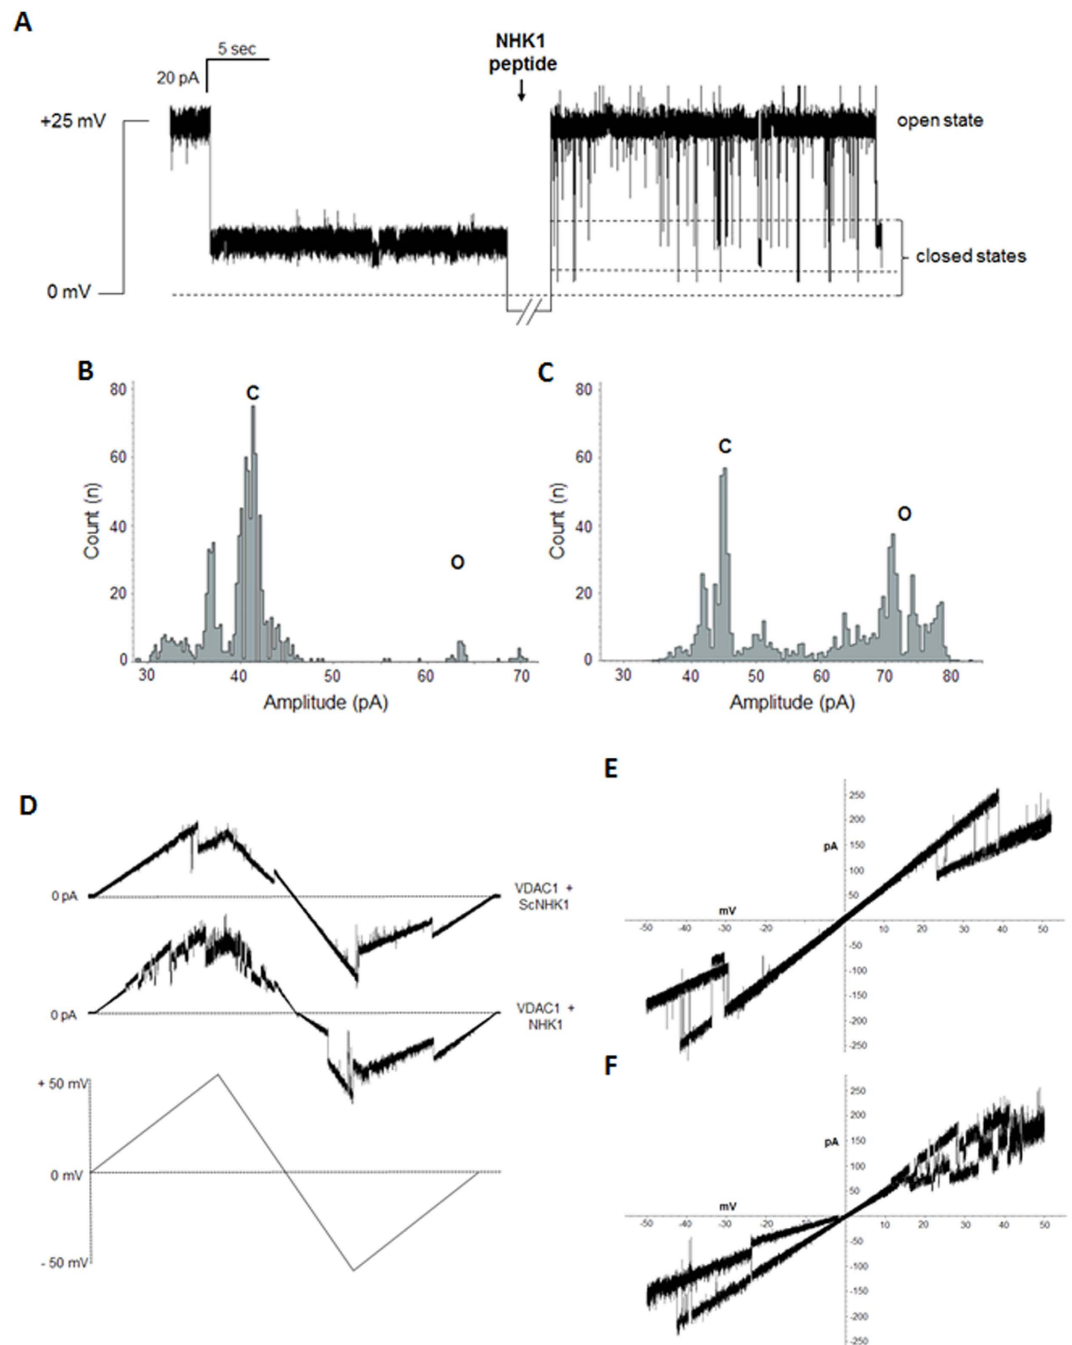 A
5 sec
20 pA
NHK1
peptide
+25 mV
open state
closed states
0 mV
B
C
O
80
60
40
20
0
Count (n)
30 40 50 60 70
Amplitude (pA)
C
C
O
80
60
40
20
0
Count (n)
30 40 50 60 70 80
Amplitude (pA)
D
0 pA
VDAC1 +
ScNHK1
0 pA
VDAC1 +
NHK1
+ 50 mV
0 mV
- 50 mV
E
250
200
150
100
50
pA
mV
-50 -40 -30 -20 -10 10 20 30 40 50
-50
-100
-150
-200
-250
F
250
200
150
100
50
pA
mV
-50 -40 -30 -20 -10 10 20 30 40 50
-50
-100
-150
-200
-250